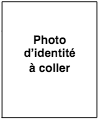 Photo
d'identité
à coller